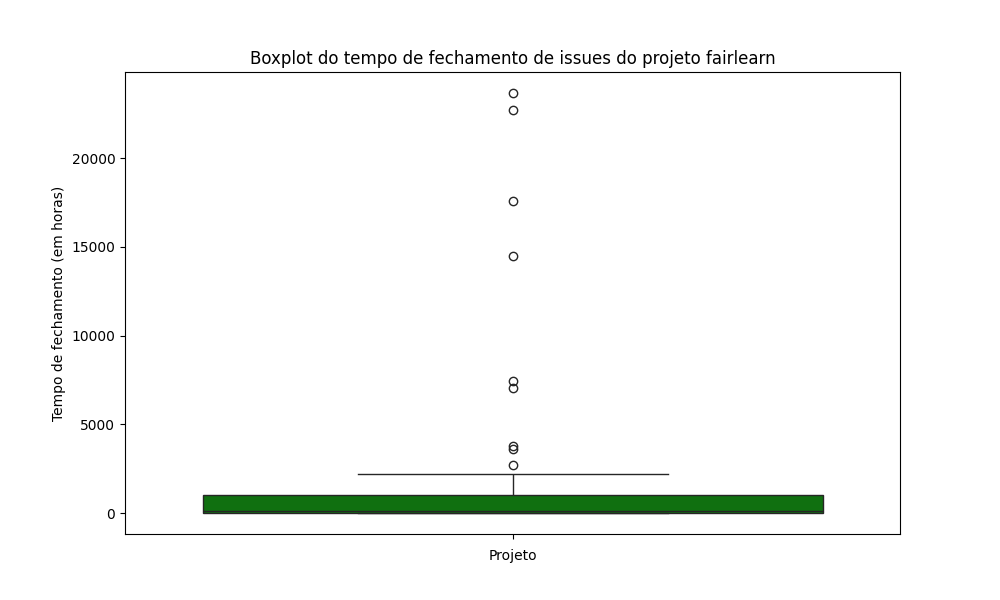 Boxplot do tempo de fechamento de issues do projeto fairlearn
Tempo de fechamento (em horas)
20000
15000
10000
5000
0
Projeto